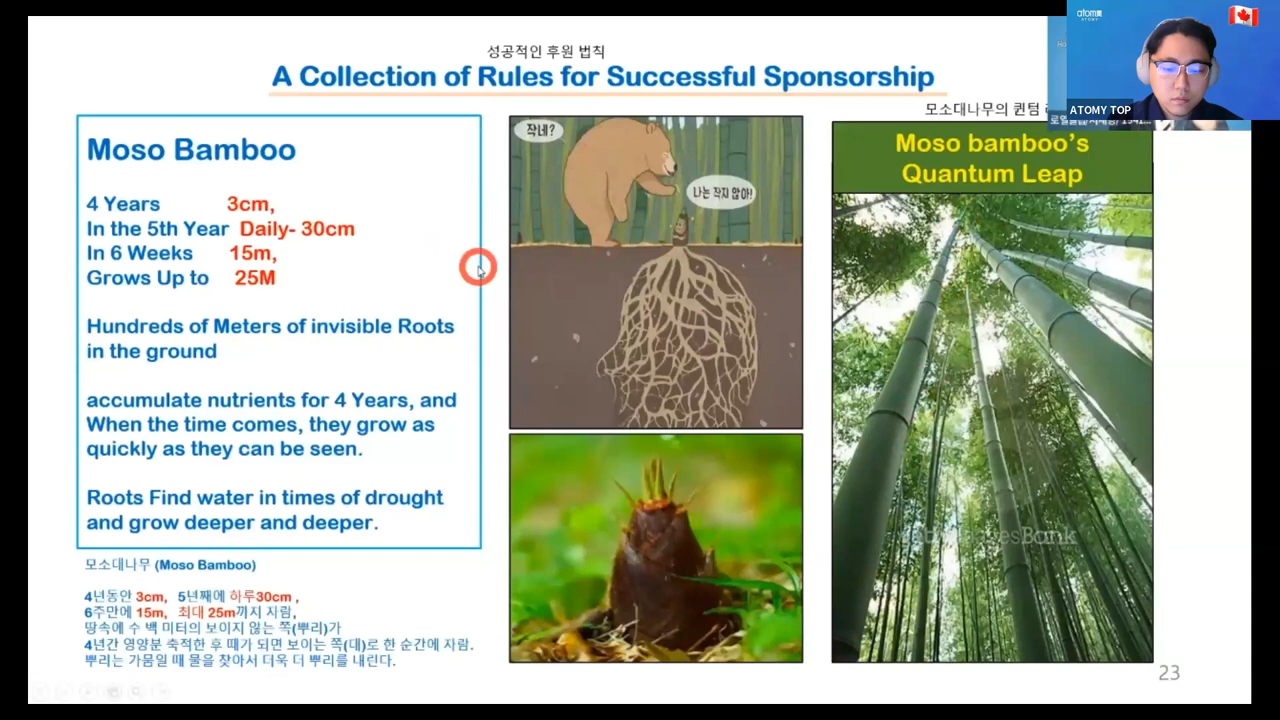 성공적인 후원 법칙
A Collection of Rules for Successful Sponsorship
모소대나무의 퀀텀
atom美
ATOMY TOP
Moso Bamboo
4 Years 3cm,
In the 5th Year Daily- 30cm
In 6 Weeks 15m,
Grows Up to 25M
Hundreds of Meters of invisible Roots
in the ground
accumulate nutrients for 4 Years, and
When the time comes, they grow as
quickly as they can be seen.
Roots Find water in times of drought
and grow deeper and deeper.
모소대나무 (Moso Bamboo)
4년동안 3cm, 5년째에 하루30cm ,
6주만에 15m, 최대 25m까지 자람,
땅속에 수 백 미터의 보이지 않는 쪽(뿌리)가
4년간 영양분 축적한 후 때가 되면 보이는 쪽(대)로 한 순간에 자람.
뿌리는 가뭄일 때 물을 찾아서 더욱 더 뿌리를 내린다.
작네?
나는 작지 않아!
Moso bamboo's
Quantum Leap
23